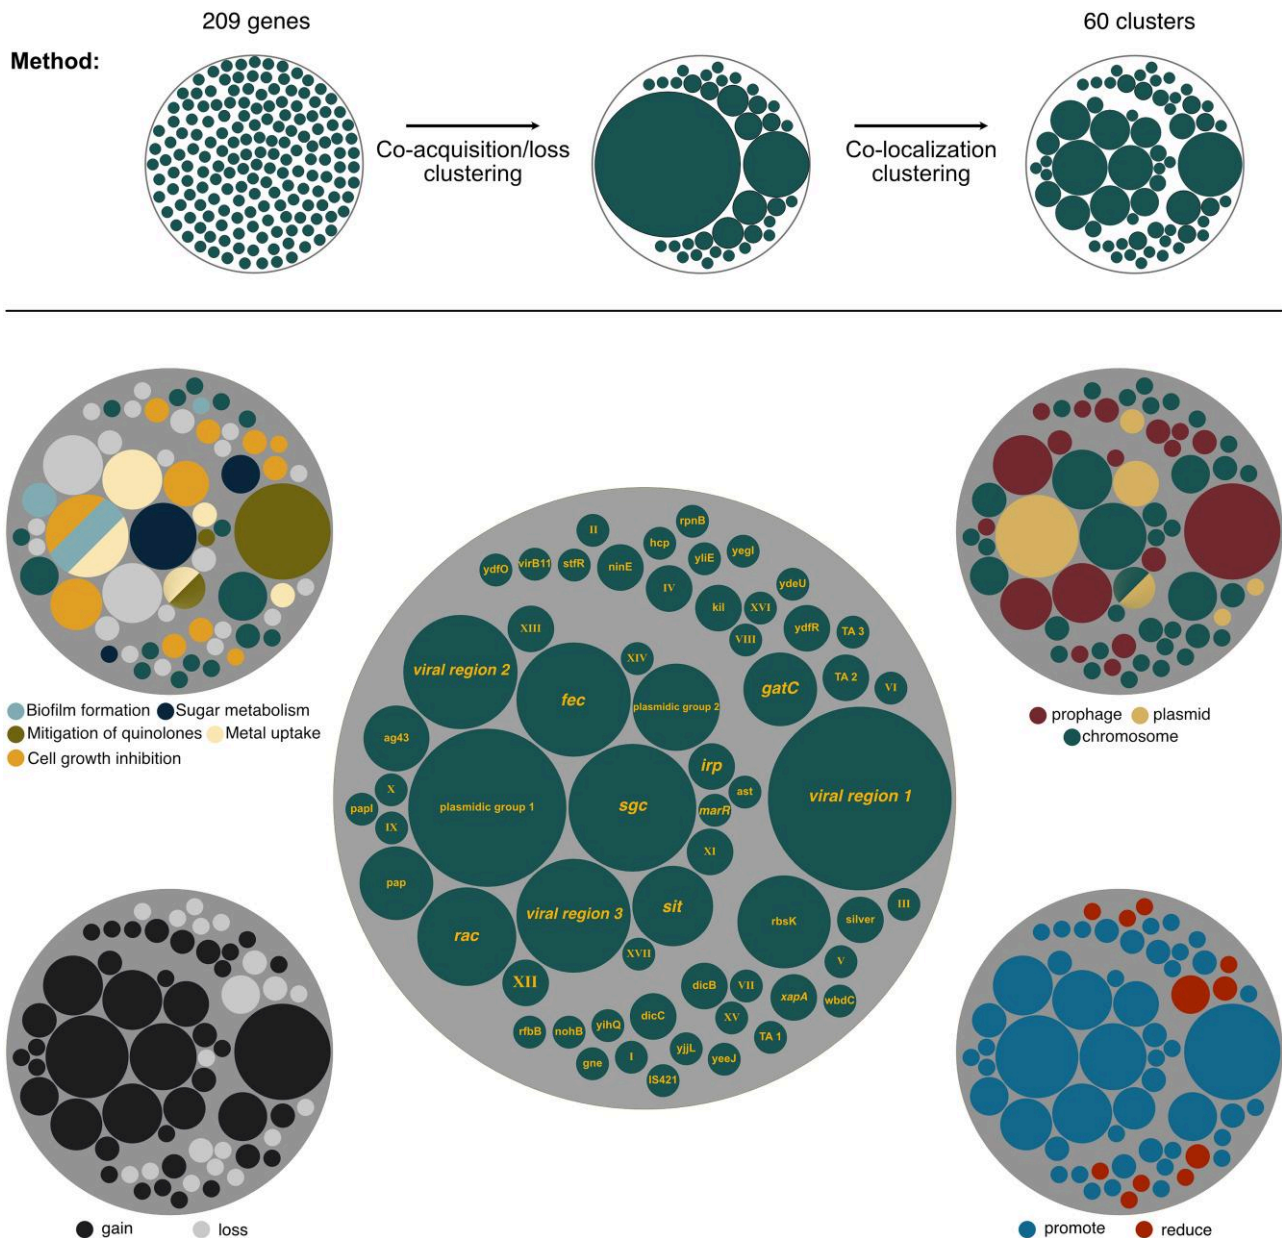 209 genes
60 clusters
Method:
Co-acquisition/loss
clustering
Co-localization
clustering
Biofilm formation
Sugar metabolism
Mitigation of quinolones
Metal uptake
Cell growth inhibition
prophage
plasmid
chromosome
rpnB
II
hcp
yliE
yegI
ydfO
virB11
stfR
ninE
IV
ydeU
kil
XVI
VIII
ydfR
TA 3
XIII
viral region 2
XIV
fec
plasmidic group 2
gatC
TA 2
VI
ag43
irp
X
papI
IX
plasmidic group 1
sgc
marR
ast
viral region 1
XI
pap
rac
viral region 3
sit
rbsK
silver
III
XVII
V
XII
dicB
VII
xapA
wbdC
rfbB
nohB
yihQ
dicC
XV
TA 1
gne
I
yjjL
yeeJ
IS421
gain
loss
promote
reduce